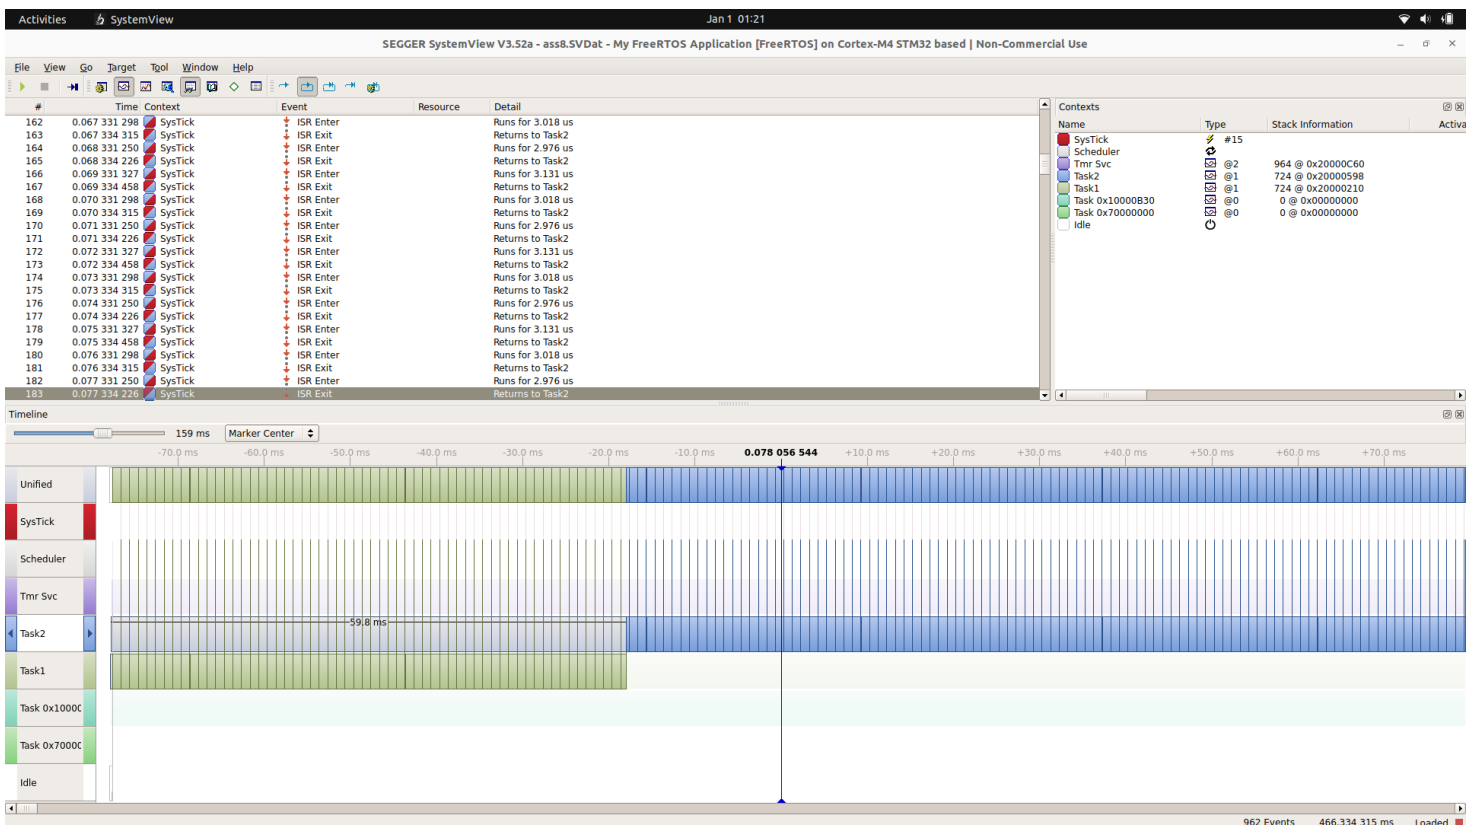 Activities SystemView Jan 1 01:21
SEGGER SystemView V3.52a - ass8.SVDat - My FreeRTOS Application [FreeRTOS] on Cortex-M4 STM32 based | Non-Commercial Use
File View Go Target Tool Window Help
# Time Context Event Resource Detail
162 0.067 331 298 SysTick ISR Enter Runs for 3.018 us
163 0.067 334 315 SysTick ISR Exit Returns to Task2
164 0.068 331 250 SysTick ISR Enter Runs for 2.976 us
165 0.068 334 226 SysTick ISR Exit Returns to Task2
166 0.069 331 327 SysTick ISR Enter Runs for 3.131 us
167 0.069 334 458 SysTick ISR Exit Returns to Task2
168 0.070 331 298 SysTick ISR Enter Runs for 3.018 us
169 0.070 334 315 SysTick ISR Exit Returns to Task2
170 0.071 331 250 SysTick ISR Enter Runs for 2.976 us
171 0.071 334 226 SysTick ISR Exit Returns to Task2
172 0.072 331 327 SysTick ISR Enter Runs for 3.131 us
173 0.072 334 458 SysTick ISR Exit Returns to Task2
174 0.073 331 298 SysTick ISR Enter Runs for 3.018 us
175 0.073 334 315 SysTick ISR Exit Returns to Task2
176 0.074 331 250 SysTick ISR Enter Runs for 2.976 us
177 0.074 334 226 SysTick ISR Exit Returns to Task2
178 0.075 331 327 SysTick ISR Enter Runs for 3.131 us
179 0.075 334 458 SysTick ISR Exit Returns to Task2
180 0.076 331 298 SysTick ISR Enter Runs for 3.018 us
181 0.076 334 315 SysTick ISR Exit Returns to Task2
182 0.077 331 250 SysTick ISR Enter Runs for 2.976 us
183 0.077 334 226 SysTick ISR Exit Returns to Task2
Contexts
Name Type Stack Information Activa
SysTick #15
Scheduler
Tmr Svc @2 964 @ 0x20000C60
Task2 @1 724 @ 0x20000598
Task1 @1 724 @ 0x20000210
Task 0x10000B30 @0 0 @ 0x00000000
Task 0x70000000 @0 0 @ 0x00000000
Idle
Timeline
159 ms Marker Center
-70.0 ms -60.0 ms -50.0 ms -40.0 ms -30.0 ms -20.0 ms -10.0 ms 0.078 056 544 +10.0 ms +20.0 ms +30.0 ms +40.0 ms +50.0 ms +60.0 ms +70.0 ms
Unified
SysTick
Scheduler
Tmr Svc
Task2 59.8 ms
Task1
Task 0x1000C
Task 0x7000C
Idle
962 Events 466.334 315 ms Loaded